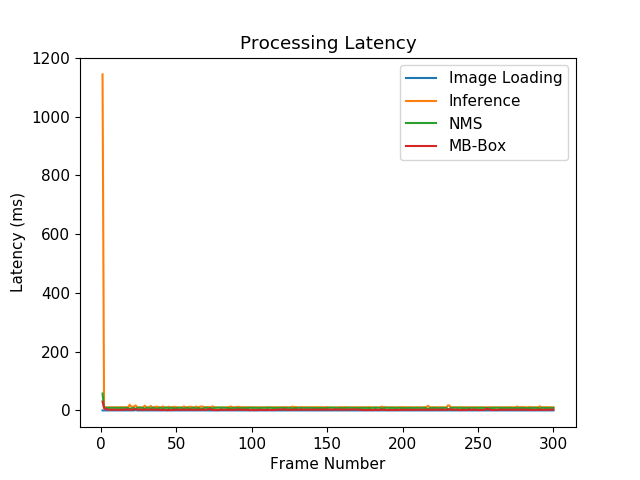 Processing Latency
1200
1000
800
600
400
200
0
Latency (ms)
Image Loading
Inference
NMS
MB-Box
0 50 100 150 200 250 300
Frame Number